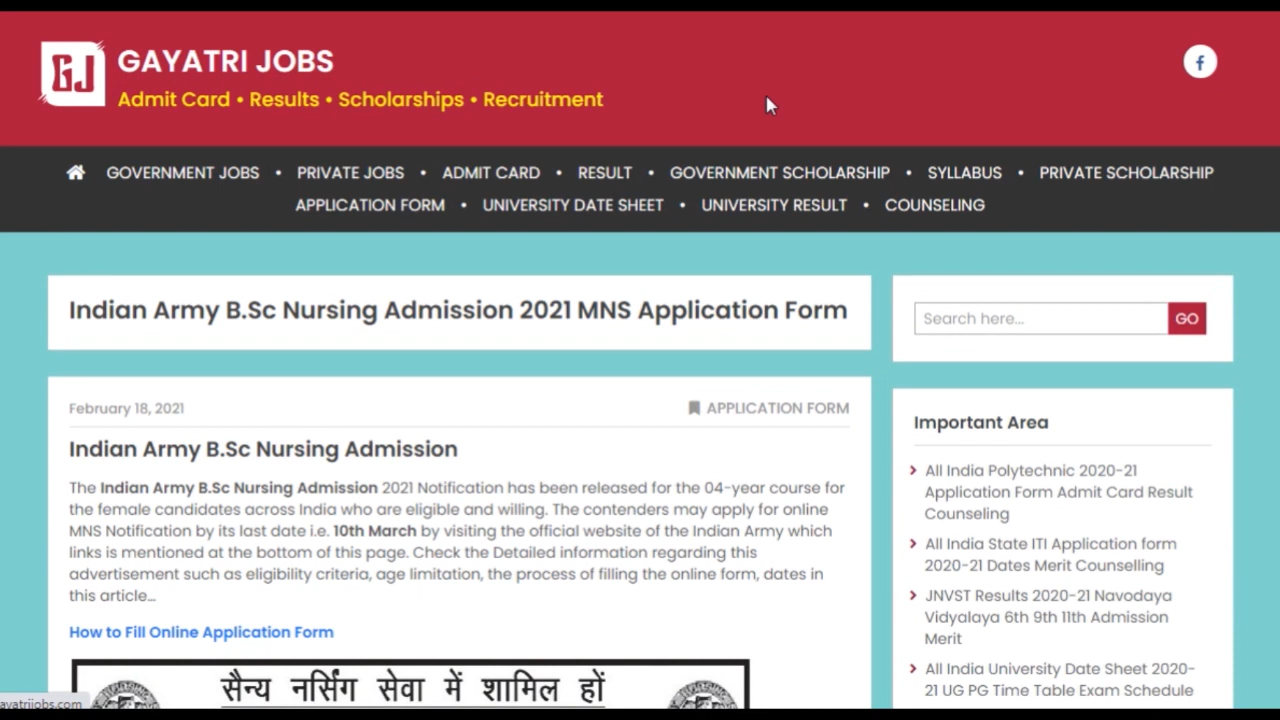 GJ
GAYATRI JOBS
Admit Card • Results • Scholarships • Recruitment
f
GOVERNMENT JOBS • PRIVATE JOBS • ADMIT CARD • RESULT • GOVERNMENT SCHOLARSHIP • SYLLABUS • PRIVATE SCHOLARSHIP
APPLICATION FORM • UNIVERSITY DATE SHEET • UNIVERSITY RESULT • COUNSELING
Indian Army B.Sc Nursing Admission 2021 MNS Application Form
February 18, 2021
APPLICATION FORM
Indian Army B.Sc Nursing Admission
The Indian Army B.Sc Nursing Admission 2021 Notification has been released for the 04-year course for
the female candidates across India who are eligible and willing. The contenders may apply for online
MNS Notification by its last date i.e. 10th March by visiting the official website of the Indian Army which
links is mentioned at the bottom of this page. Check the Detailed information regarding this
advertisement such as eligibility criteria, age limitation, the process of filling the online form, dates in
this article…
How to Fill Online Application Form
सैन्य नर्सिंग सेवा में शामिल हों
Search here...
GO
Important Area
All India Polytechnic 2020-21
Application Form Admit Card Result
Counseling
All India State ITI Application form
2020-21 Dates Merit Counselling
JNVST Results 2020-21 Navodaya
Vidyalaya 6th 9th 11th Admission
Merit
All India University Date Sheet 2020-
21 UG PG Time Table Exam Schedule
ayatrijobs.com